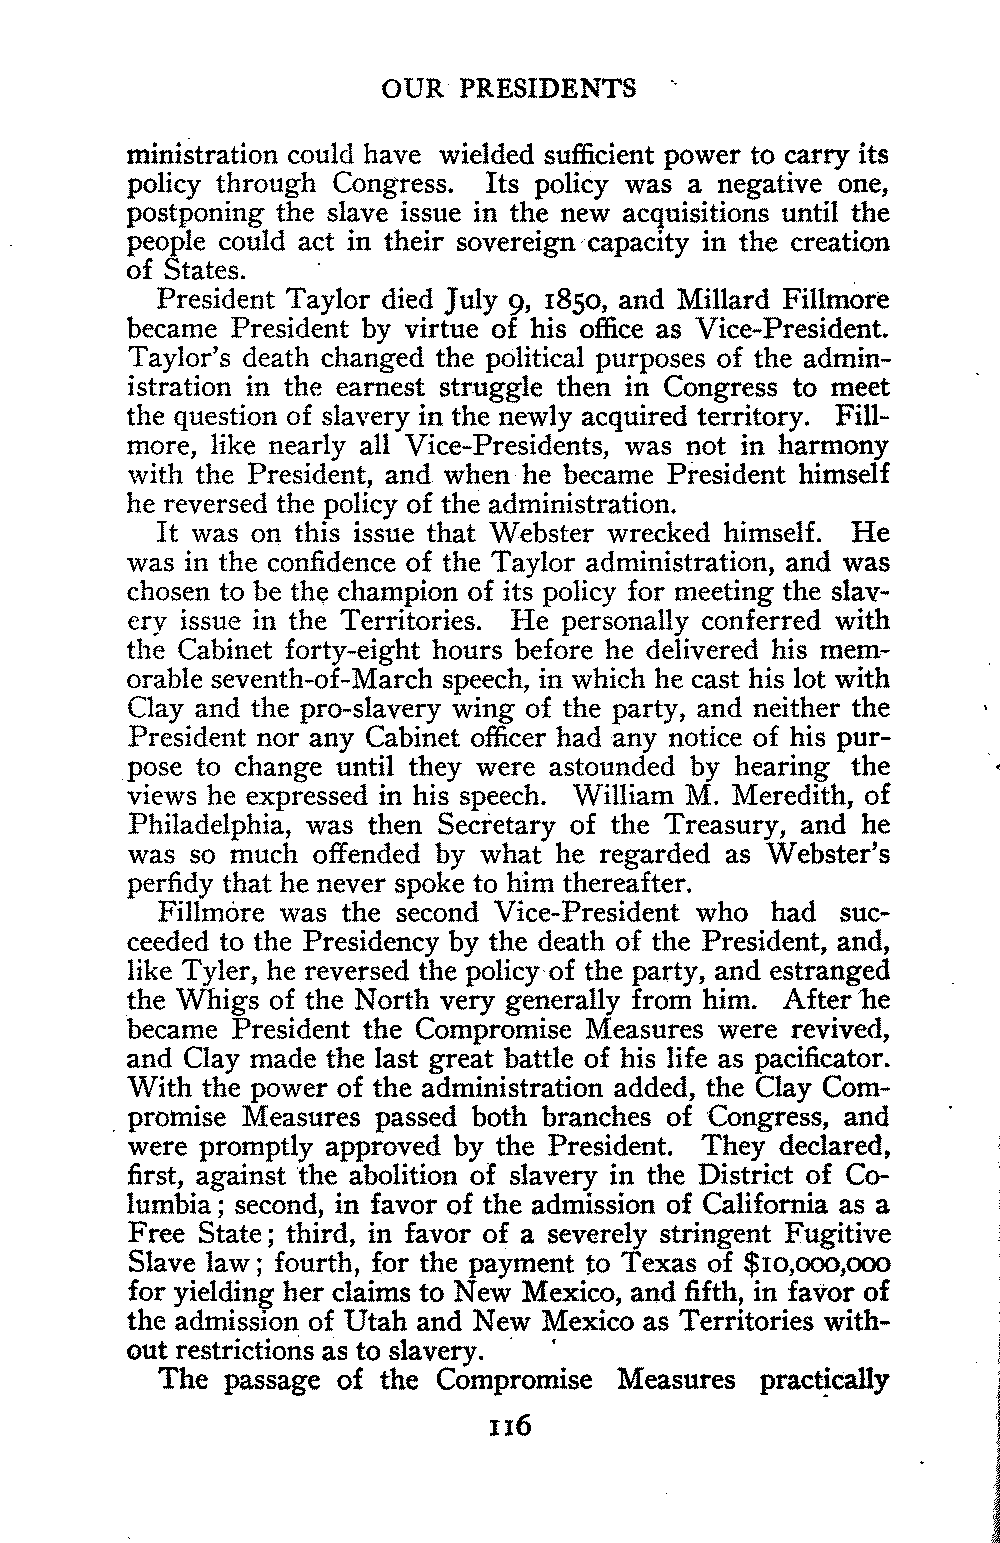 OUR PRESIDENTS
ministration could have wielded sufficient power to carry its
policy through Congress. Its policy was a negative one,
postponing the slave issue in the new acquisitions until the
people could act in their sovereign capacity in the creation
of States.
President Taylor died July 9, 1850, and Millard Fillmore
became President by virtue of his office as Vice-President.
Taylor's death changed the political purposes of the admin-
istration in the earnest struggle then in Congress to meet
the question of slavery in the newly acquired territory. Fill-
more, like nearly all Vice-Presidents, was not in harmony
with the President, and when he became President himself
he reversed the policy of the administration.
It was on this issue that Webster wrecked himself. He
was in the confidence of the Taylor administration, and was
chosen to be the champion of its policy for meeting the slav-
ery issue in the Territories. He personally conferred with
the Cabinet forty-eight hours before he delivered his mem-
orable seventh-of-March speech, in which he cast his lot with
Clay and the pro-slavery wing of the party, and neither the
President nor any Cabinet officer had any notice of his pur-
pose to change until they were astounded by hearing the
views he expressed in his speech. William M. Meredith, of
Philadelphia, was then Secretary of the Treasury, and he
was so much offended by what he regarded as Webster's
perfidy that he never spoke to him thereafter.
Fillmore was the second Vice-President who had suc-
ceeded to the Presidency by the death of the President, and,
like Tyler, he reversed the policy of the party, and estranged
the Whigs of the North very generally from him. After he
became President the Compromise Measures were revived,
and Clay made the last great battle of his life as pacificator.
With the power of the administration added, the Clay Com-
promise Measures passed both branches of Congress, and
were promptly approved by the President. They declared,
first, against the abolition of slavery in the District of Co-
lumbia; second, in favor of the admission of California as a
Free State; third, in favor of a severely stringent Fugitive
Slave law; fourth, for the payment to Texas of $10,000,000
for yielding her claims to New Mexico, and fifth, in favor of
the admission of Utah and New Mexico as Territories with-
out restrictions as to slavery.
The passage of the Compromise Measures practically
116